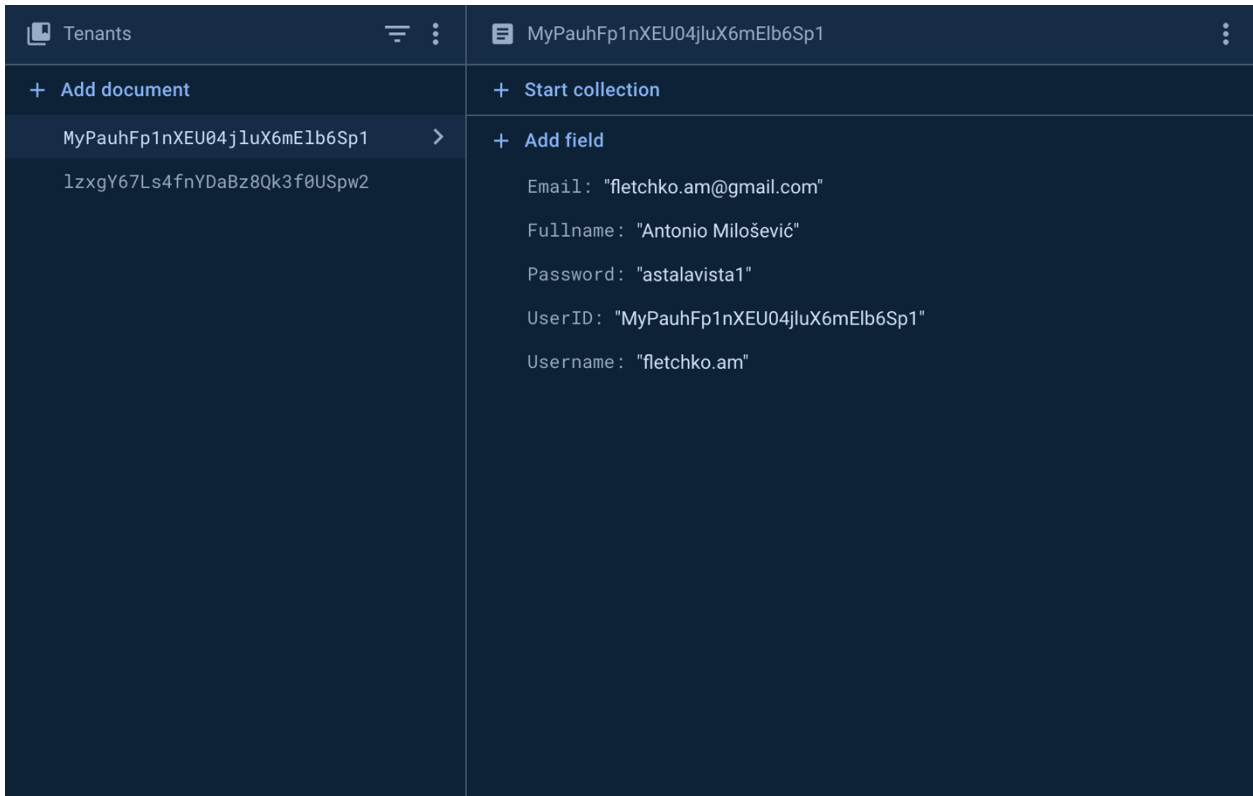 Tenants
+ Add document
MyPauhFp1nXEU04jluX6mElb6Sp1
lzxgY67Ls4fnYDaBz8Qk3f0USpw2
MyPauhFp1nXEU04jluX6mElb6Sp1
+ Start collection
+ Add field
Email: "fletchko.am@gmail.com"
Fullname: "Antonio Milošević"
Password: "astalavista1"
UserID: "MyPauhFp1nXEU04jluX6mElb6Sp1"
Username: "fletchko.am"